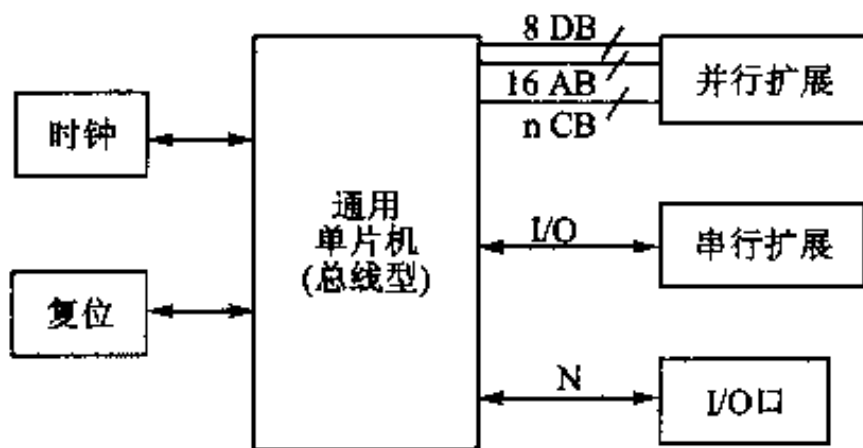 时钟
复位
通用
单片机
(总线型)
8 DB
16 AB
n CB
并行扩展
I/O
串行扩展
N
I/O口